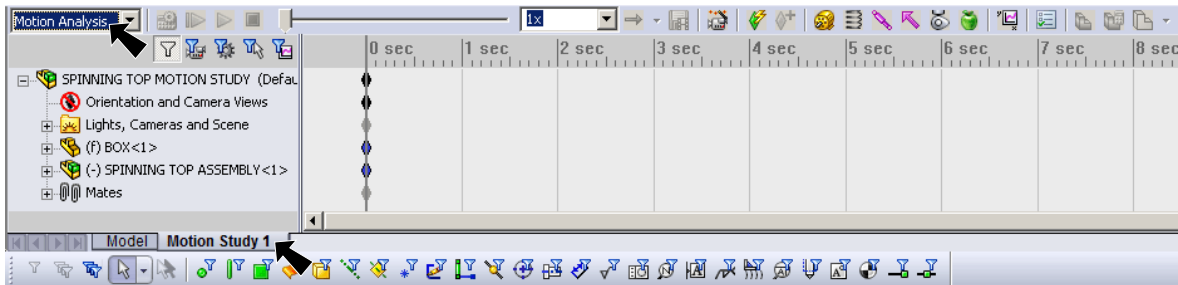 Motion Analysis
1x
0 sec 1 sec 2 sec 3 sec 4 sec 5 sec 6 sec 7 sec 8 sec
SPINNING TOP MOTION STUDY (Defau
Orientation and Camera Views
Lights, Cameras and Scene
(f) BOX<1>
(-) SPINNING TOP ASSEMBLY<1>
Mates
Model Motion Study 1